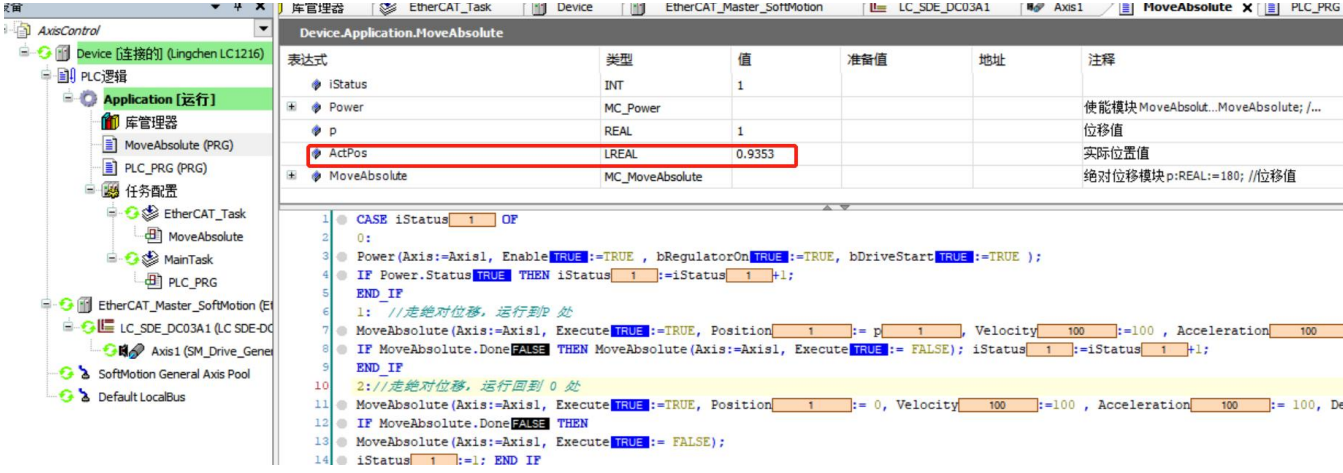 库管理器 EtherCAT_Task Device EtherCAT_Master_SoftMotion LC_SDE_DC03A1 Axis1 MoveAbsolute PLC_PRG
AxisControl
Device [连接的] (Lingchen LC1216)
PLC逻辑
Application [运行]
库管理器
MoveAbsolute (PRG)
PLC_PRG (PRG)
任务配置
EtherCAT_Task
MoveAbsolute
MainTask
PLC_PRG
EtherCAT_Master_SoftMotion (Et
LC_SDE_DC03A1 (LC SDE-DC
Axis1 (SM_Drive_Gener
SoftMotion General Axis Pool
Default LocalBus
Device.Application.MoveAbsolute
表达式 类型 值 准备值 地址 注释
iStatus INT 1
Power MC_Power 使能模块MoveAbsolut...MoveAbsolute; /...
p REAL 1 位移值
ActPos LREAL 0.9353 实际位置值
MoveAbsolute MC_MoveAbsolute 绝对位移模块p:REAL:=180; //位移值
1 CASE iStatus 1 OF
2 0:
3 Power(Axis:=Axis1, Enable TRUE :=TRUE , bRegulatorOn TRUE :=TRUE, bDriveStart TRUE :=TRUE );
4 IF Power.Status TRUE THEN iStatus 1 :=iStatus 1 +1;
5 END_IF
6 1: //走绝对位移，运行到P 处
7 MoveAbsolute(Axis:=Axis1, Execute TRUE :=TRUE, Position 1 := p 1 , Velocity 100 :=100 , Acceleration 100
8 IF MoveAbsolute.Done FALSE THEN MoveAbsolute(Axis:=Axis1, Execute TRUE := FALSE); iStatus 1 :=iStatus 1 +1;
9 END_IF
10 2://走绝对位移，运行回到 0 处
11 MoveAbsolute(Axis:=Axis1, Execute TRUE :=TRUE, Position 1 := 0, Velocity 100 :=100 , Acceleration 100 := 100, De
12 IF MoveAbsolute.Done FALSE THEN
13 MoveAbsolute(Axis:=Axis1, Execute TRUE := FALSE);
14 iStatus 1 :=1; END_IF